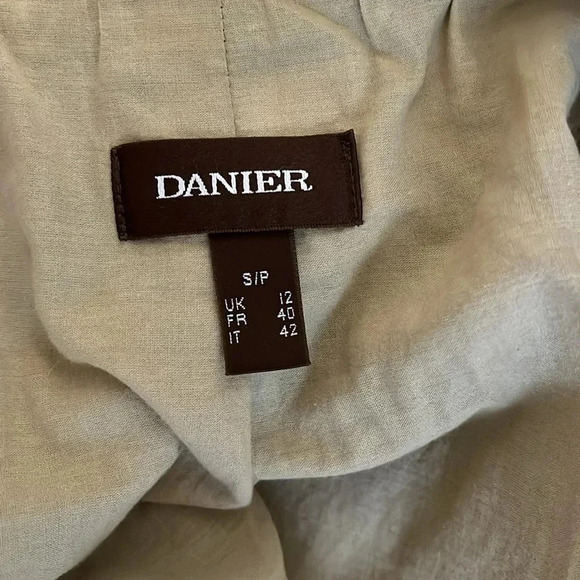 DANIER
S/P
UK 12
FR 40
IT 42